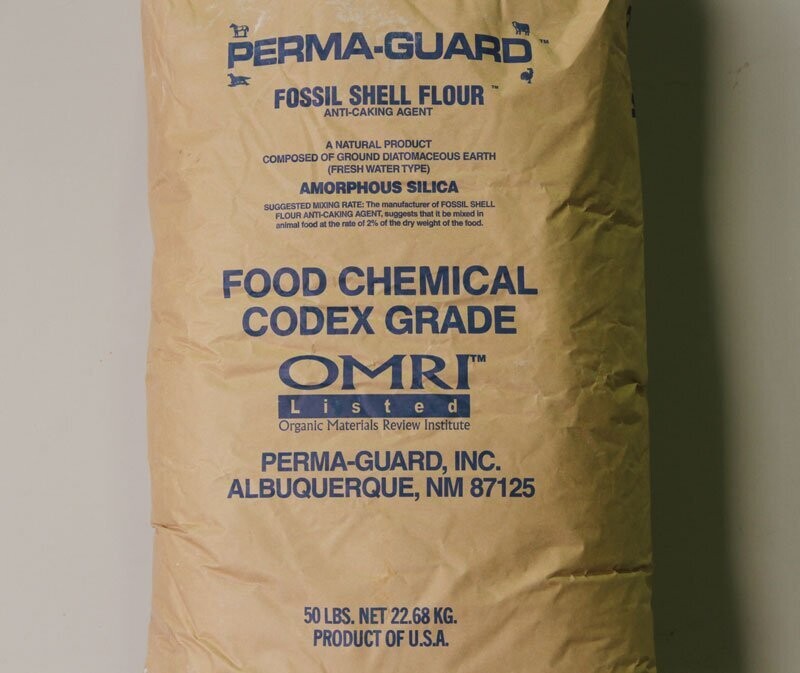 PERMA-GUARD™
FOSSIL SHELL FLOUR™
ANTI-CAKING AGENT
A NATURAL PRODUCT
COMPOSED OF GROUND DIATOMACEOUS EARTH
(FRESH WATER TYPE)
AMORPHOUS SILICA
SUGGESTED MIXING RATE: The manufacturer of FOSSIL SHELL
FLOUR ANTI-CAKING AGENT, suggests that it be mixed in
animal food at the rate of 2% of the dry weight of the food.
FOOD CHEMICAL
CODEX GRADE
OMRI™
Listed
Organic Materials Review Institute
PERMA-GUARD, INC.
ALBUQUERQUE, NM 87125
50 LBS. NET 22.68 KG.
PRODUCT OF U.S.A.